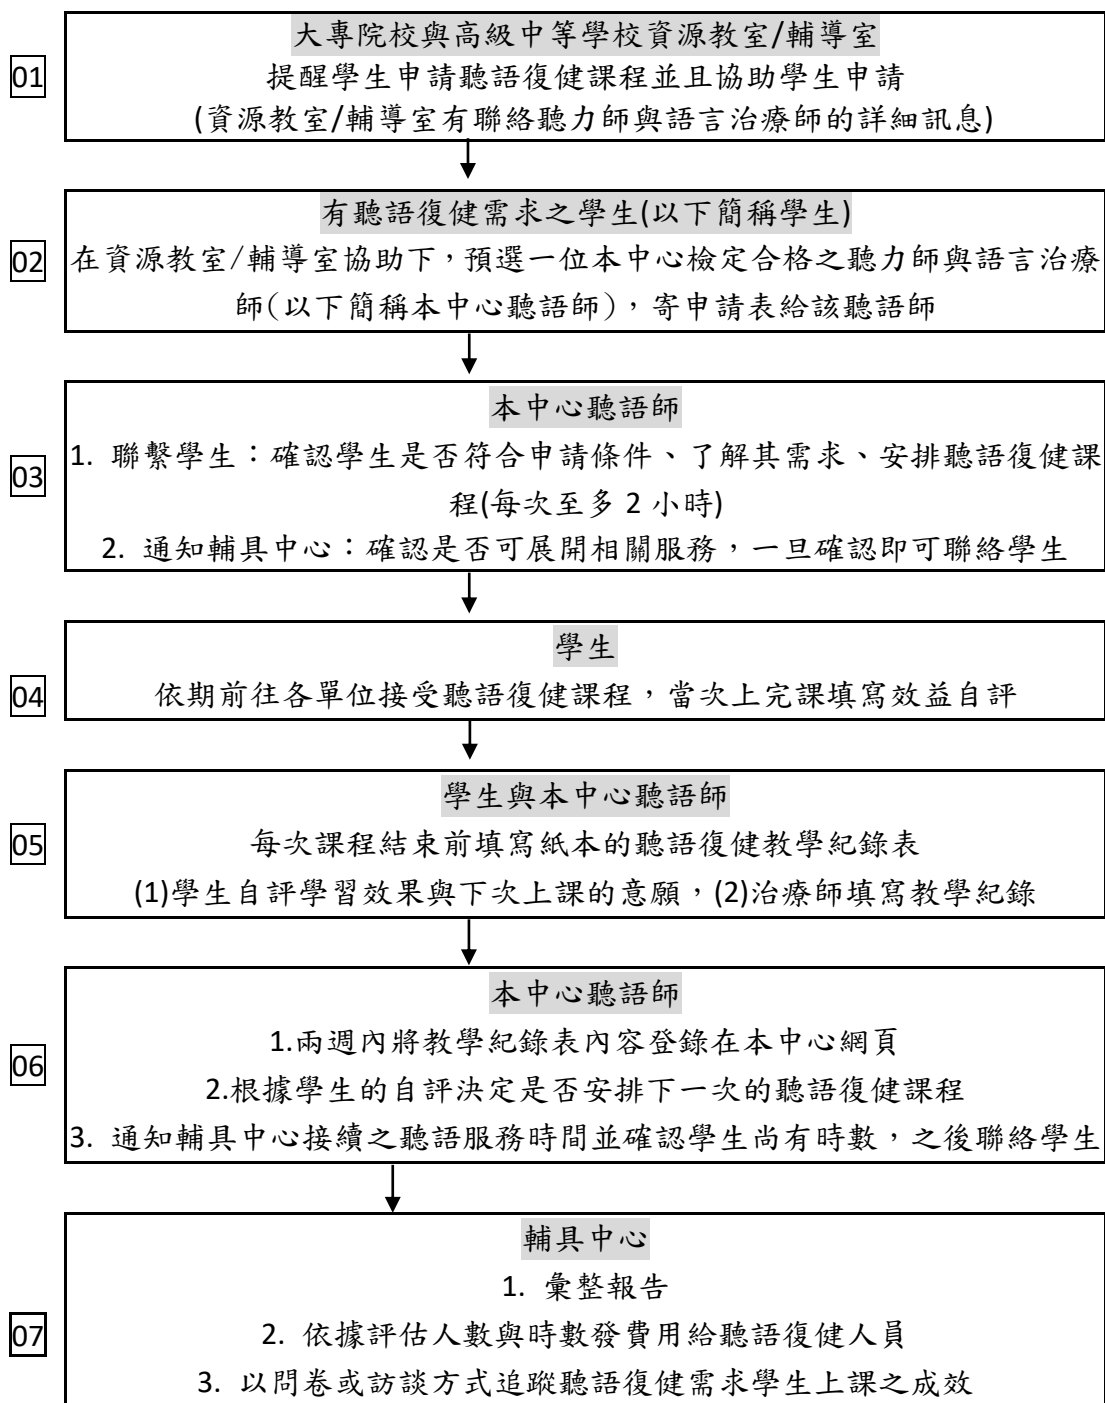 大專院校與高級中等學校資源教室/輔導室
01
提醒學生申請聽語復健課程並且協助學生申請
(資源教室/輔導室有聯絡聽力師與語言治療師的詳細訊息)
有聽語復健需求之學生(以下簡稱學生)
02
在資源教室/輔導室協助下，預選一位本中心檢定合格之聽力師與語言治療
師(以下簡稱本中心聽語師)，寄申請表給該聽語師
本中心聽語師
03
1. 聯繫學生：確認學生是否符合申請條件、了解其需求、安排聽語復健課
程(每次至多 2 小時)
2. 通知輔具中心：確認是否可展開相關服務，一旦確認即可聯絡學生
學生
04
依期前往各單位接受聽語復健課程，當次上完課填寫效益自評
學生與本中心聽語師
05
每次課程結束前填寫紙本的聽語復健教學紀錄表
(1)學生自評學習效果與下次上課的意願，(2)治療師填寫教學紀錄
本中心聽語師
06
1.兩週內將教學紀錄表內容登錄在本中心網頁
2.根據學生的自評決定是否安排下一次的聽語復健課程
3. 通知輔具中心接續之聽語服務時間並確認學生尚有時數，之後聯絡學生
輔具中心
07
1. 彙整報告
2. 依據評估人數與時數發費用給聽語復健人員
3. 以問卷或訪談方式追蹤聽語復健需求學生上課之成效